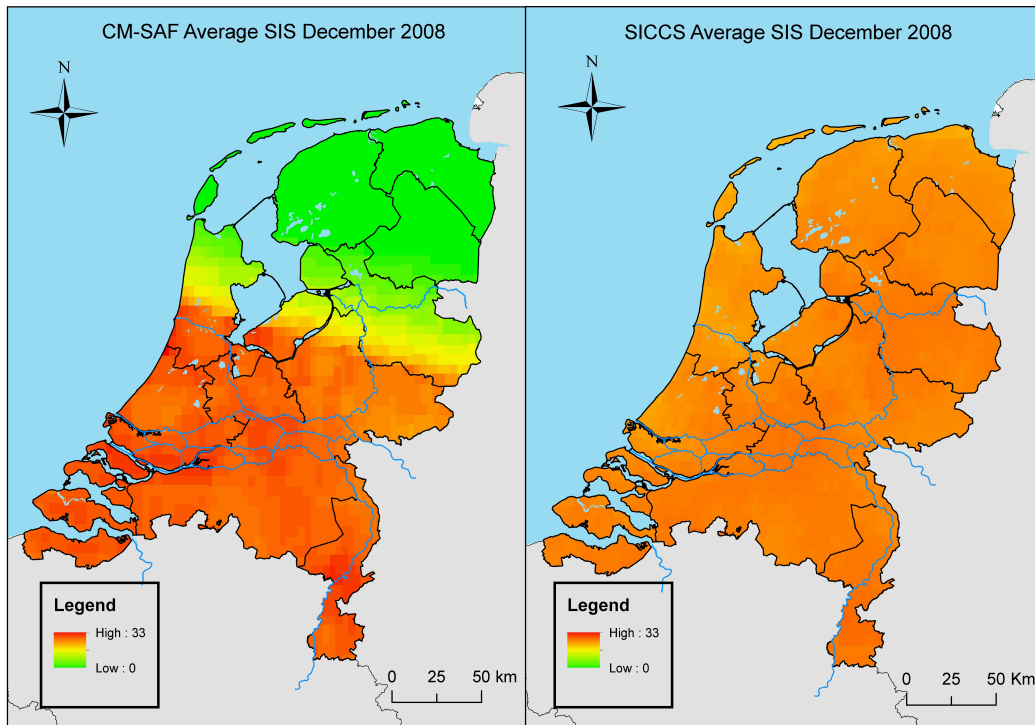 CM-SAF Average SIS December 2008
N
Legend
High : 33
Low : 0
0 25 50 Km
SICCS Average SIS December 2008
N
Legend
High : 33
Low : 0
0 25 50 Km